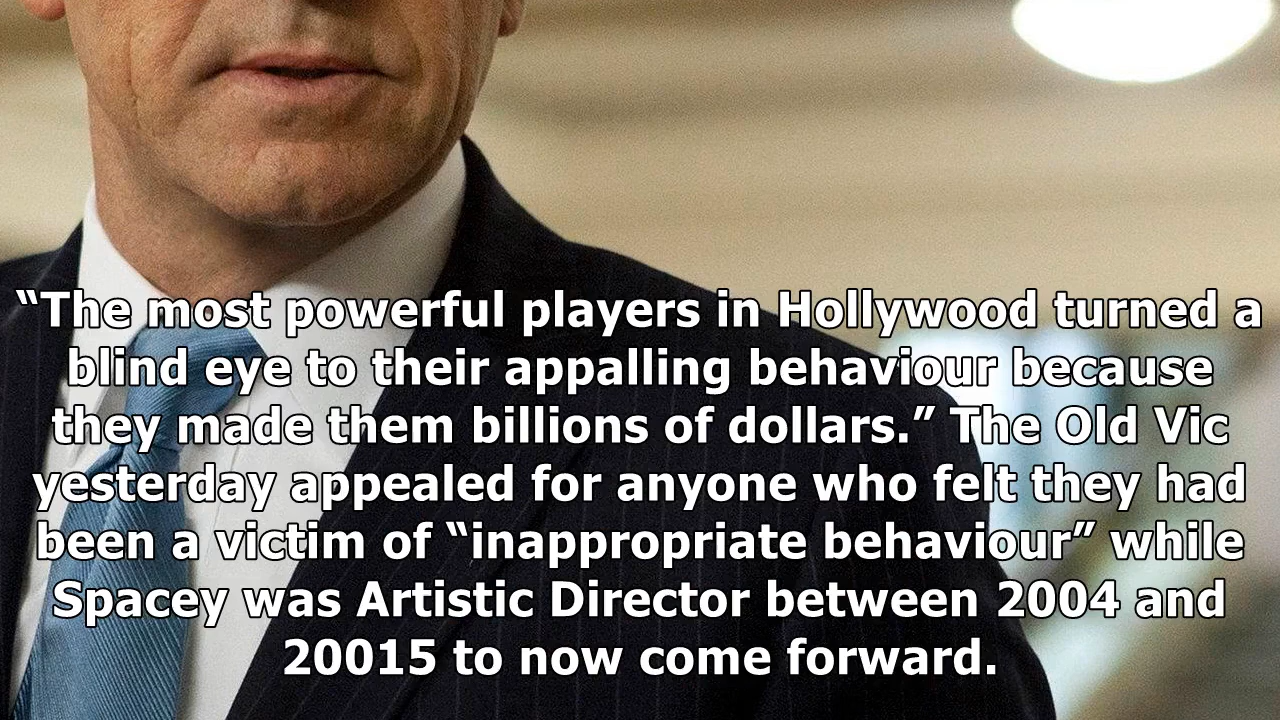 “The most powerful players in Hollywood turned a
blind eye to their appalling behaviour because
they made them billions of dollars.” The Old Vic
yesterday appealed for anyone who felt they had
been a victim of “inappropriate behaviour” while
Spacey was Artistic Director between 2004 and
20015 to now come forward.